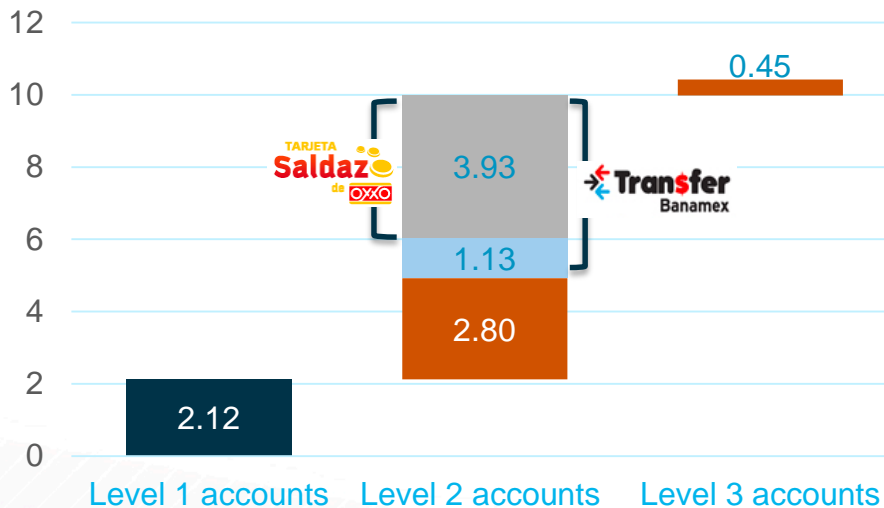 12
10
8
6
4
2
0
0.45
3.93
1.13
2.80
2.12
TARJETA
Saldazo
de OXXO
Transfer
Banamex
Level 1 accounts
Level 2 accounts
Level 3 accounts